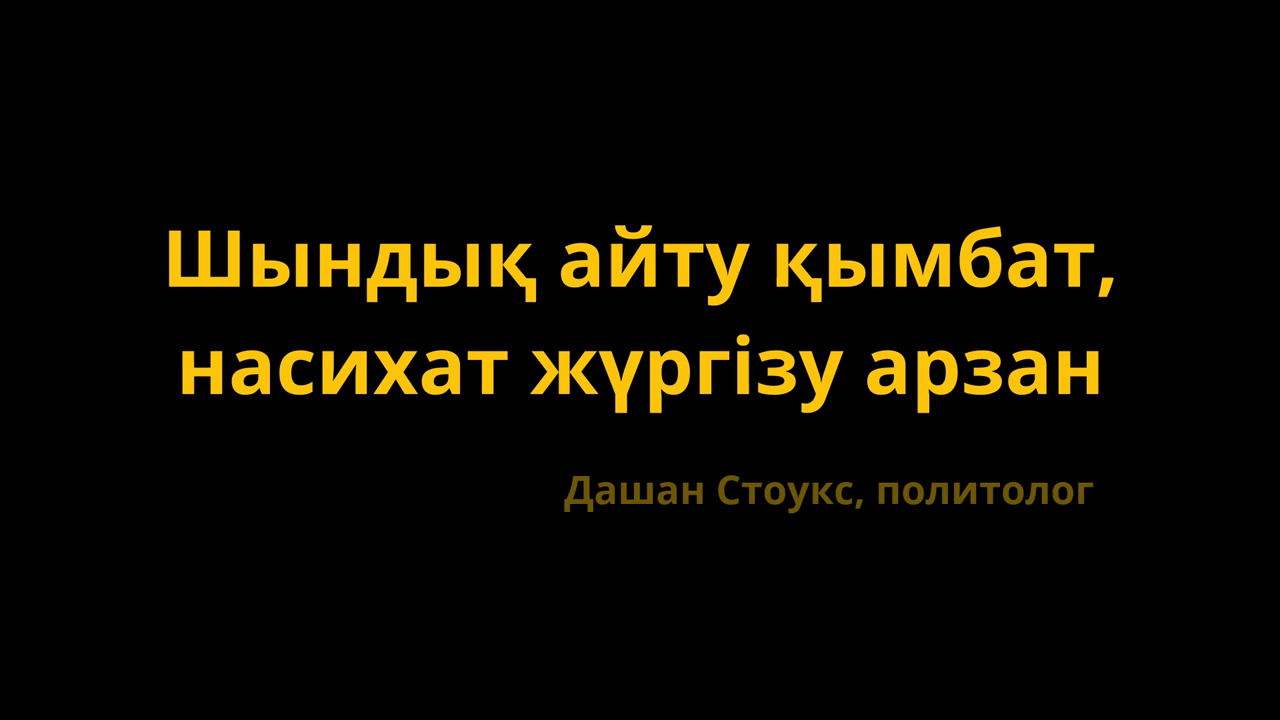 Шындық айту қымбат,
насихат жүргізу арзан
Дашан Стоукс, политолог